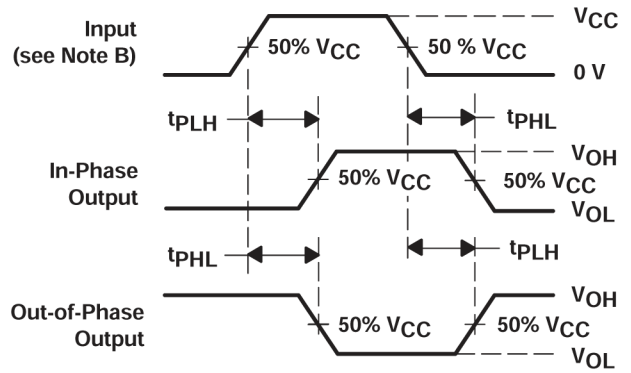 Input
(see Note B)
50% VCC
50 % VCC
VCC
0 V
tPLH
tPHL
In-Phase
Output
50% VCC
50% VCC
VOH
VOL
tPHL
tPLH
Out-of-Phase
Output
50% VCC
50% VCC
VOH
VOL